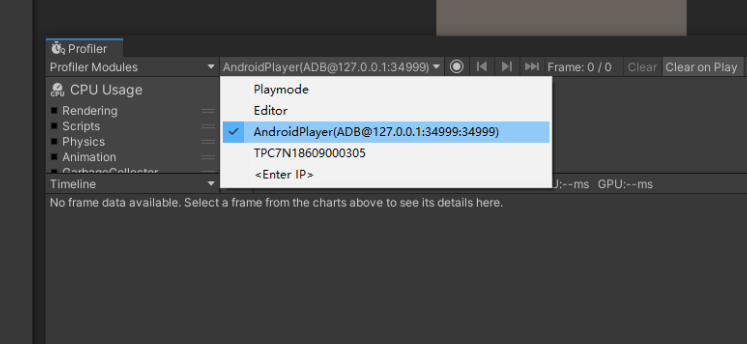 Profiler
Profiler Modules AndroidPlayer(ADB@127.0.0.1:34999) Frame: 0 / 0 Clear Clear on Play
CPU Usage
Rendering
Scripts
Physics
Animation
GarbageCollector
Playmode
Editor
AndroidPlayer(ADB@127.0.0.1:34999:34999)
TPC7N18609000305
<Enter IP>
Timeline --ms GPU:--ms
No frame data available. Select a frame from the charts above to see its details here.